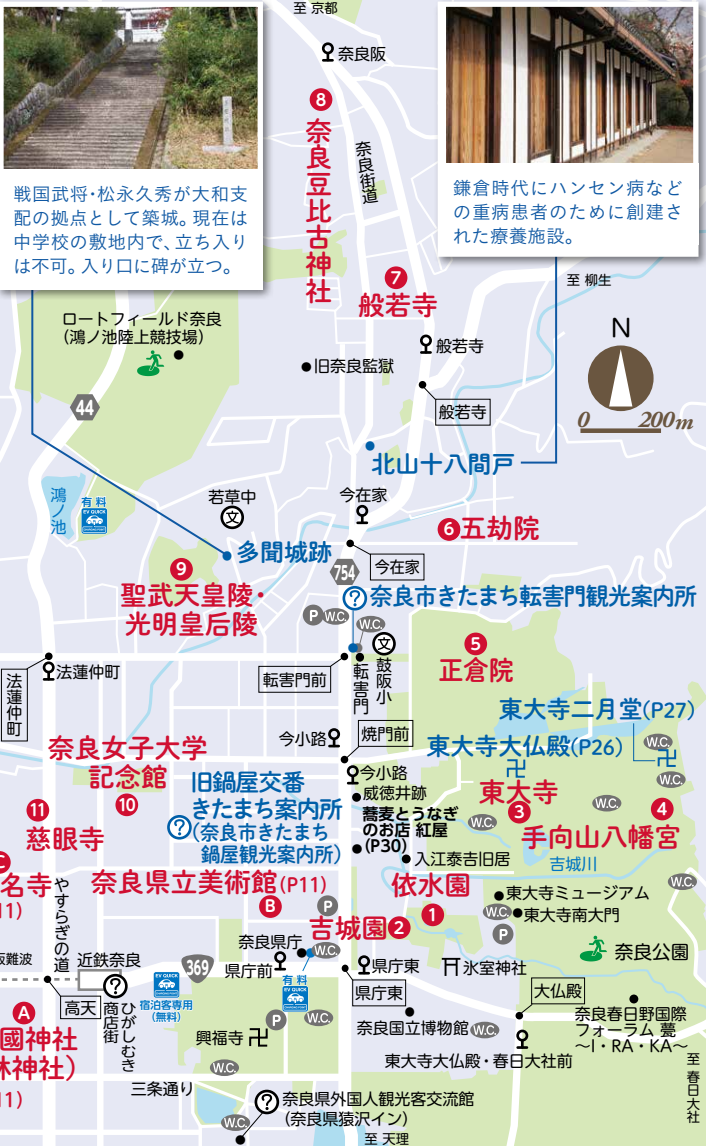 至 京都
奈良阪
戦国武将・松永久秀が大和支
配の拠点として築城。現在は
中学校の敷地内で、立ち入り
は不可。入り口に碑が立つ。
鎌倉時代にハンセン病など
の重病患者のために創建さ
れた療養施設。
8
奈良豆比古神社
奈良街道
7
般若寺
至 柳生
ロートフィールド奈良
(鴻ノ池陸上競技場)
般若寺
旧奈良監獄
般若寺
N
0 200m
44
北山十八間戸
鴻ノ池
有料
EV QUICK
若草中
文
今在家
6 五劫院
多聞城跡
今在家
754
9
聖武天皇陵・
光明皇后陵
? 奈良市きたまち転害門観光案内所
P W.C.
W.C.
文
鼓阪小
転害門
転害門前
5
正倉院
法蓮仲町
法蓮仲町
東大寺二月堂(P27)
今小路
焼門前
東大寺大仏殿(P26)
W.C.
卍
卍
奈良女子大学
記念館
10
旧鍋屋交番
きたまち案内所
?
(奈良市きたまち
鍋屋観光案内所)
今小路
威徳井跡
蕎麦とうなぎ
のお店 紅屋
(P30)
東大寺
3
W.C.
W.C.
W.C.
4
手向山八幡宮
11
慈眼寺
入江泰吉旧居
吉城川
C
名寺
11)
やすらぎの道
奈良県立美術館(P11)
B
P
依水園
1
W.C.
東大寺ミュージアム
W.C.
東大寺南大門
P
吉城園 2
奈良公園
奈良県庁
W.C.
県庁前
阪難波
近鉄奈良
369
EV QUICK
宿泊客専用
(無料)
有料
EV QUICK
県庁東
県庁東
氷室神社
大仏殿
高天
?
ひがしむき
商店街
A
國神社
林神社)
11)
P
W.C.
興福寺 卍
奈良国立博物館 W.C.
奈良春日野国際
フォーラム 甍
〜I・RA・KA〜
東大寺大仏殿・春日大社前
至 春日大社
W.C.
三条通り
W.C.
? 奈良県外国人観光客交流館
(奈良県猿沢イン)
至 天理